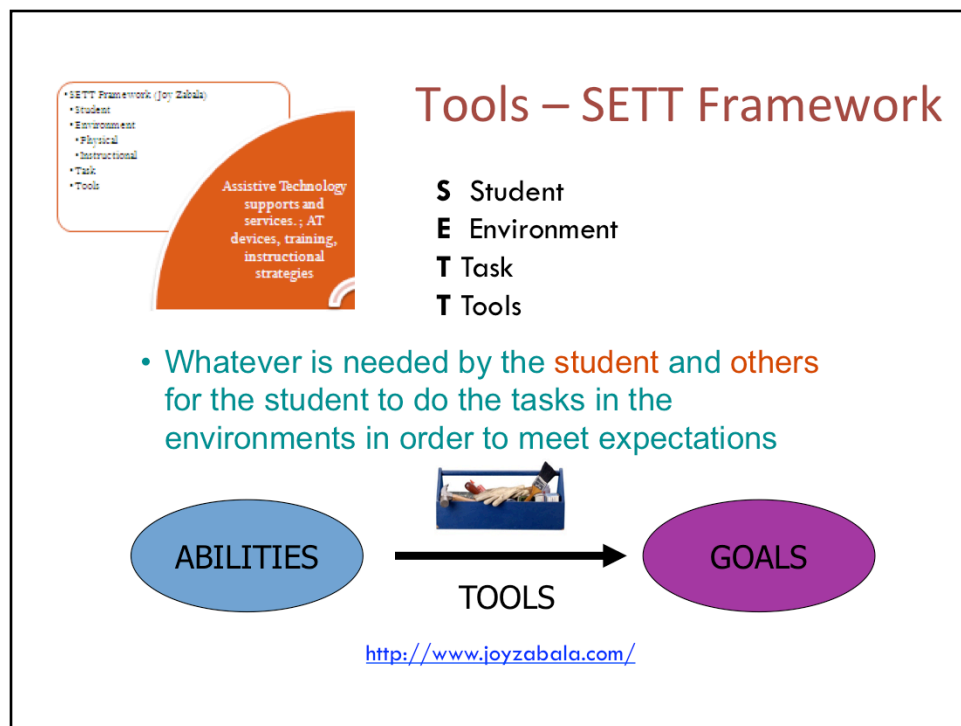 • SETT Framework (Joy Zabala)
• Student
• Environment
• Physical
• Instructional
• Task
• Tools
Assistive Technology
supports and
services. ; AT
devices, training,
instructional
strategies
Tools – SETT Framework
S Student
E Environment
T Task
T Tools
• Whatever is needed by the student and others
for the student to do the tasks in the
environments in order to meet expectations
ABILITIES
TOOLS
GOALS
http://www.joyzabala.com/